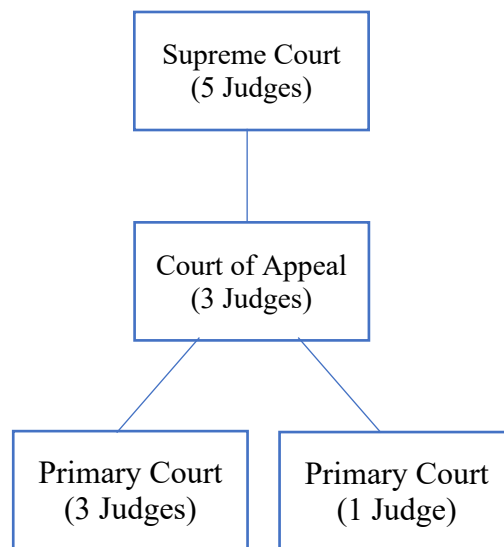 Supreme Court
(5 Judges)
Court of Appeal
(3 Judges)
Primary Court
(3 Judges)
Primary Court
(1 Judge)